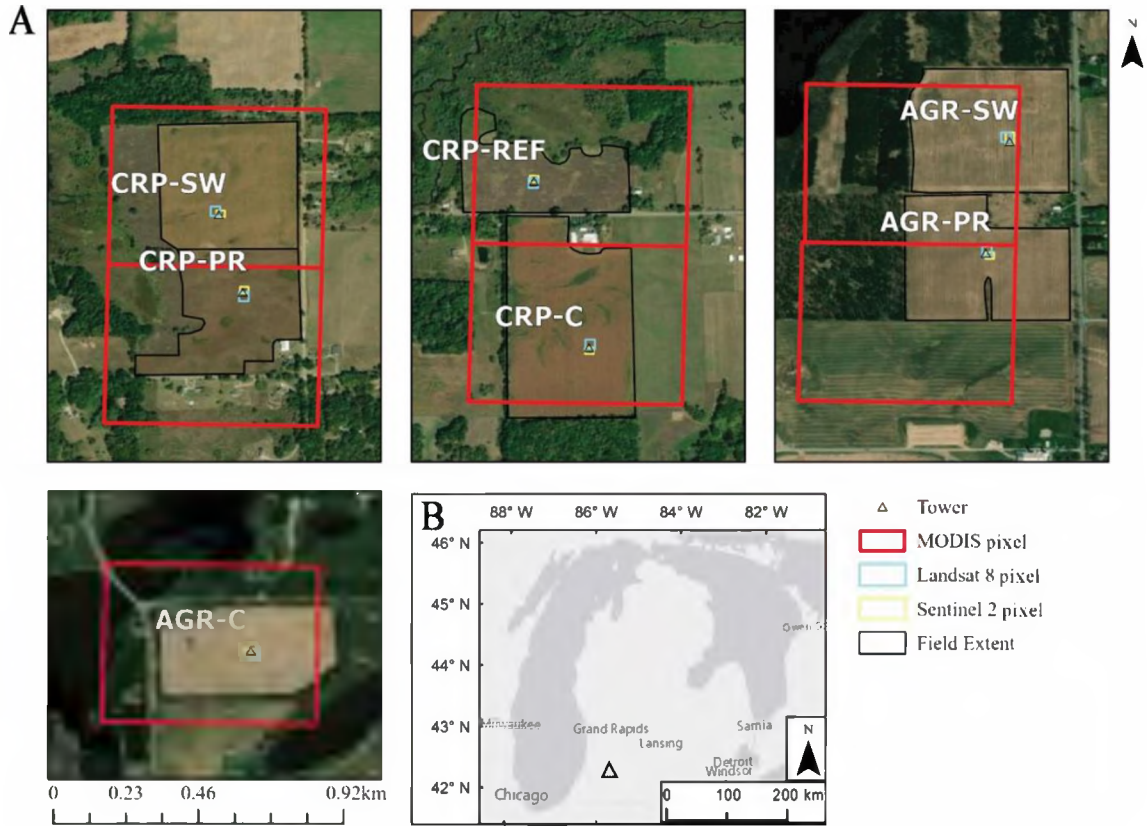 A
N
CRP-SW
CRP-PR
CRP-REF
CRP-C
AGR-SW
AGR-PR
AGR-C
0 0.23 0.46 0.92km
B
88° W 86° W 84° W 82° W
46° N
45° N
44° N
43° N
42° N
Milwaukee
Grand Rapids
Lansing
Sarnia
Detroit
Windsor
Chicago
Owen
N
0 100 200 km
Tower
MODIS pixel
Landsat 8 pixel
Sentinel 2 pixel
Field Extent